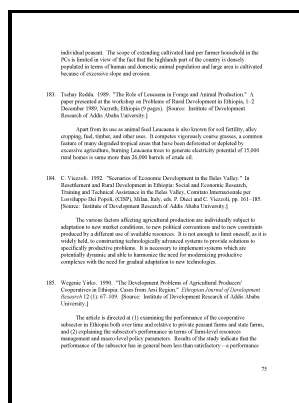 individual peasant. The scope of extending cultivated land per farmer household in the
PCs is limited in view of the fact that the highlands part of the country is densely
populated in terms of human and domestic animal population and large area is cultivated
because of excessive slope and erosion.
183. Tsehay Redda. 1989. "The Role of Leucaena in Forage and Animal Production." A
paper presented at the workshop on Problems of Rural Development in Ethiopia, 1–2
December 1989, Nazreth, Ethiopia (9 pages). [Source: Institute of Development
Research of Addis Ababa University.]
Apart from its use as animal feed Leucaena is also known for soil fertility, alley
cropping, fuel, timber, and other uses. It competes vigorously coarse grasses, a common
feature of many degraded tropical areas that have been deforested or depleted by
excessive agriculture, burning Leucaena trees to generate electricity potential of 15,000
rural homes is same more than 26,000 barrels of crude oil.
184. C. Viezzoli. 1992. "Scenarios of Economic Development in the Beles Valley." In
Resettlement and Rural Development in Ethiopia: Social and Economic Research,
Training and Technical Assistance in the Beles Valley, Comitato Internazionale per
Losviluppo Dei Popoli, (CISP), Milan, Italy, eds. P. Dieci and C. Viezzoli, pp. 161–185.
[Source: Institute of Development Research of Addis Ababa University.]
The various factors affecting agricultural production are individually subject to
adaptation to new market conditions, to new political conventions and to new constraints
produced by a different use of available resources. It is not enough to limit oneself, as it is
widely held, to constructing technologically advanced systems to provide solutions to
specifically productive problems. It is necessary to implement systems which are
potentially dynamic and able to harmonize the need for modernizing productive
complexes with the need for gradual adaptation to new technologies.
185. Wegenie Yirko. 1990. "The Development Problems of Agricultural Producers'
Cooperatives in Ethiopia: Cases from Arsi Region." Ethiopian Journal of Development
Research 12 (1): 67–109. [Source: Institute of Development Research of Addis Ababa
University.]
The article is directed at (1) examining the performance of the cooperative
subsector in Ethiopia both over time and relative to private peasant farms and state farms,
and (2) explaining the subsector's performance in terms of farm-level resources
management and macro-level policy parameters. Results of the study indicate that the
performance of the subsector has in general been less than satisfactory—a performance
75